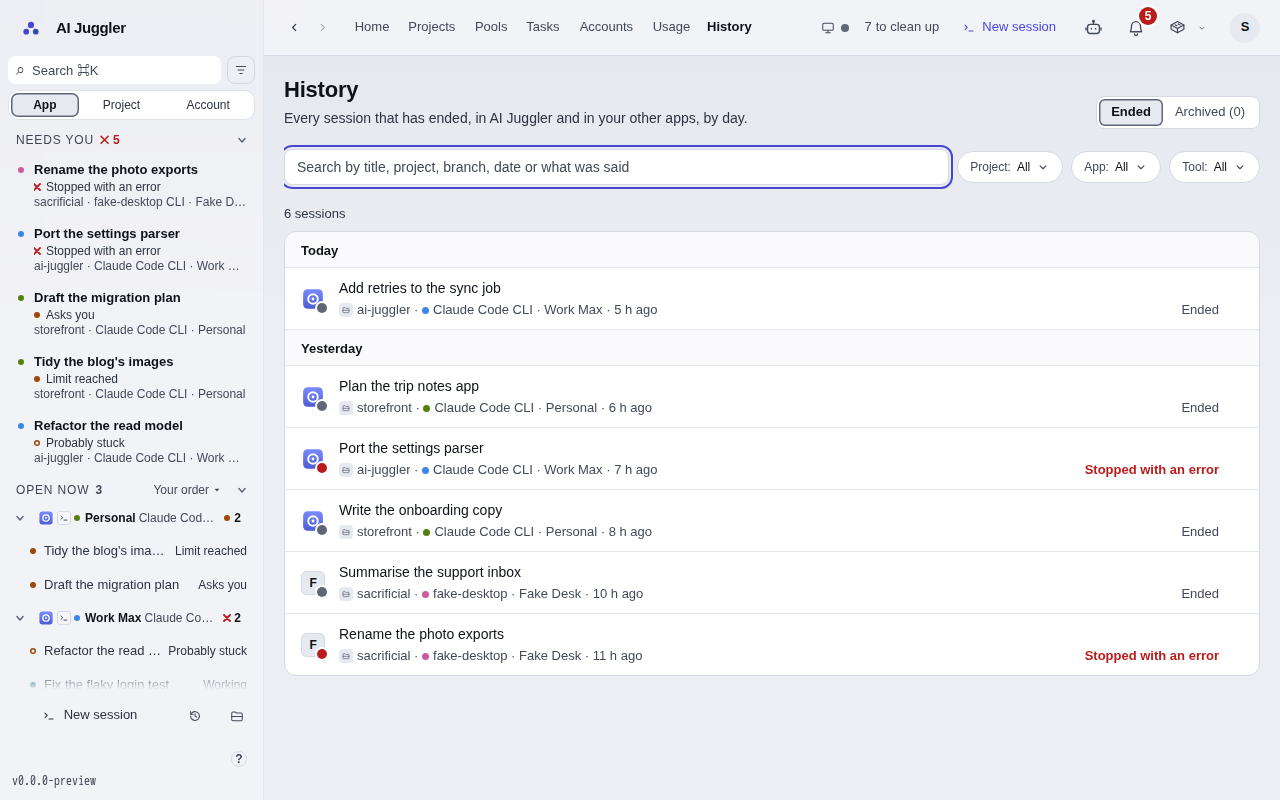 AI Juggler
Search ⌘K
App Project Account
NEEDS YOU 5
Rename the photo exports
Stopped with an error
sacrificial · fake-desktop CLI · Fake D…
Port the settings parser
Stopped with an error
ai-juggler · Claude Code CLI · Work …
Draft the migration plan
Asks you
storefront · Claude Code CLI · Personal
Tidy the blog's images
Limit reached
storefront · Claude Code CLI · Personal
Refactor the read model
Probably stuck
ai-juggler · Claude Code CLI · Work …
OPEN NOW 3 Your order
Personal Claude Cod… 2
Tidy the blog's ima… Limit reached
Draft the migration plan Asks you
Work Max Claude Co… 2
Refactor the read … Probably stuck
Fix the flaky login test Working
New session
?
v0.0.0-preview
Home Projects Pools Tasks Accounts Usage History 7 to clean up New session 5 S
History
Every session that has ended, in AI Juggler and in your other apps, by day.
Ended Archived (0)
Search by title, project, branch, date or what was said
Project: All App: All Tool: All
6 sessions
Today
Add retries to the sync job
ai-juggler · Claude Code CLI · Work Max · 5 h ago Ended
Yesterday
Plan the trip notes app
storefront · Claude Code CLI · Personal · 6 h ago Ended
Port the settings parser
ai-juggler · Claude Code CLI · Work Max · 7 h ago Stopped with an error
Write the onboarding copy
storefront · Claude Code CLI · Personal · 8 h ago Ended
F Summarise the support inbox
sacrificial · fake-desktop · Fake Desk · 10 h ago Ended
F Rename the photo exports
sacrificial · fake-desktop · Fake Desk · 11 h ago Stopped with an error